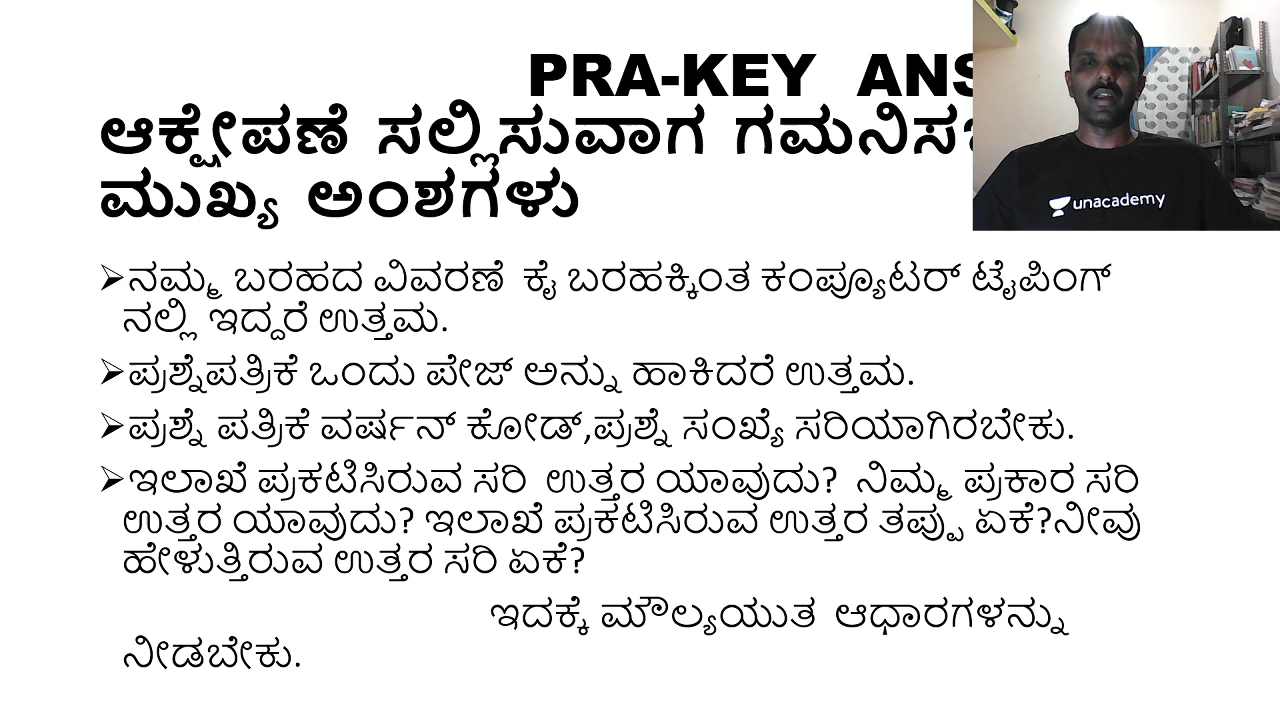 PRA-KEY
ಆಕ್ಷೇಪಣೆ ಸಲ್ಲಿಸುವಾಗ
ಮುಖ್ಯ ಅಂಶಗಳು
unacademy
➢ನಮ್ಮ ಬರಹದ ವಿವರಣೆ ಕೈ ಬರಹಕ್ಕಿಂತ ಕಂಪ್ಯೂಟರ್ ಟೈಪಿಂಗ್
ನಲ್ಲಿ ಇದ್ದರೆ ಉತ್ತಮ.
➢ಪ್ರಶ್ನೆಪತ್ರಿಕೆ ಒಂದು ಪೇಜ್ ಅನ್ನು ಹಾಕಿದರೆ ಉತ್ತಮ.
➢ಪ್ರಶ್ನೆ ಪತ್ರಿಕೆ ವರ್ಷನ್ ಕೋಡ್,ಪ್ರಶ್ನೆ ಸಂಖ್ಯೆ ಸರಿಯಾಗಿರಬೇಕು.
➢ಇಲಾಖೆ ಪ್ರಕಟಿಸಿರುವ ಸರಿ ಉತ್ತರ ಯಾವುದು? ನಿಮ್ಮ ಪ್ರಕಾರ ಸರಿ
ಉತ್ತರ ಯಾವುದು? ಇಲಾಖೆ ಪ್ರಕಟಿಸಿರುವ ಉತ್ತರ ತಪ್ಪು ಏಕೆ?ನೀವು
ಹೇಳುತ್ತಿರುವ ಉತ್ತರ ಸರಿ ಏಕೆ?
ಇದಕ್ಕೆ ಮೌಲ್ಯಯುತ ಆಧಾರಗಳನ್ನು
ನೀಡಬೇಕು.